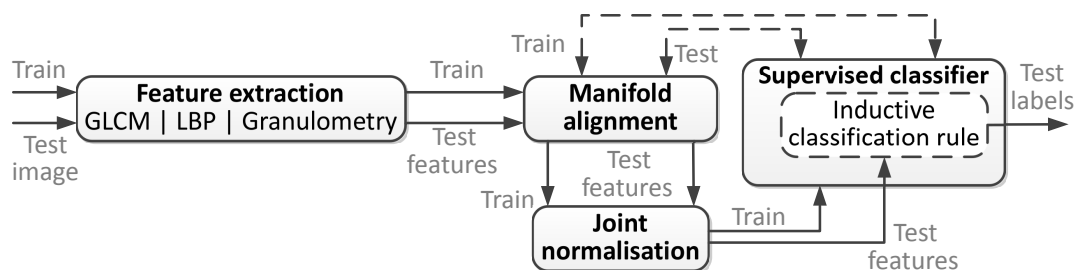 Train
Test
image
Feature extraction
GLCM | LBP | Granulometry
Train
Test
features
Train
Test
Manifold
alignment
Train
Test
features
Joint
normalisation
Train
Test
features
Supervised classifier
Inductive
classification rule
Test
labels